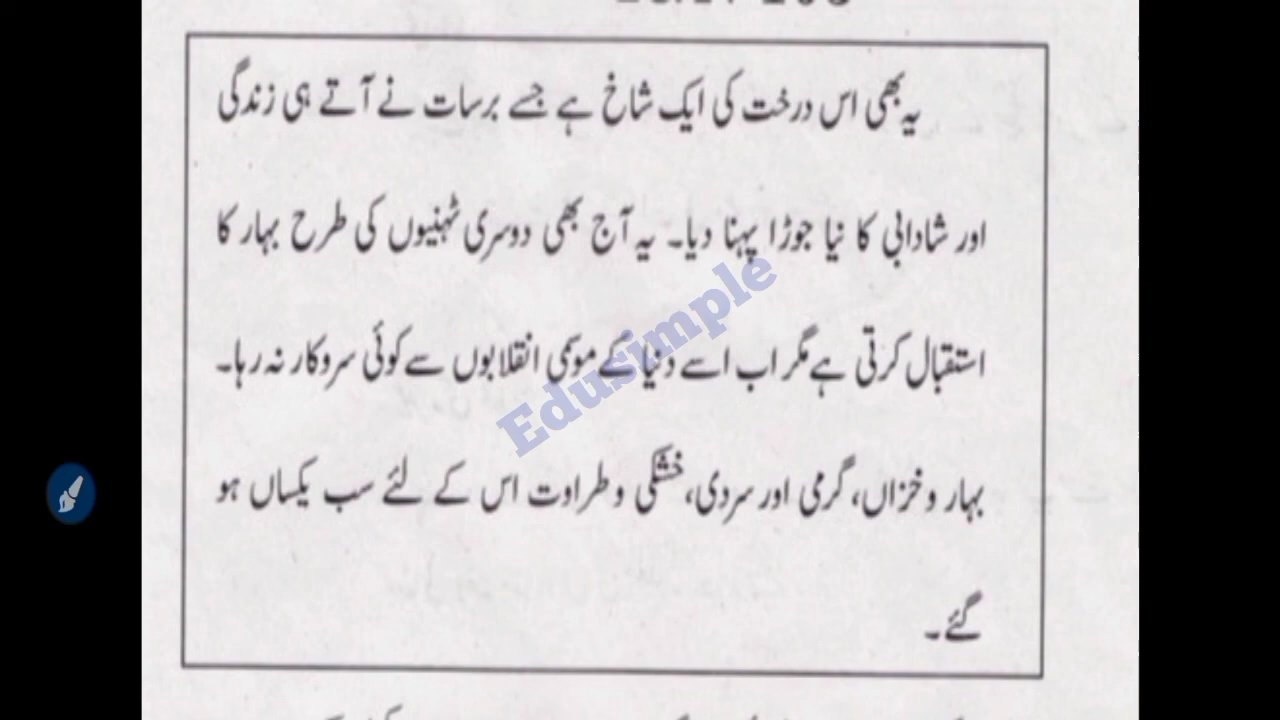 یہ بھی اس درخت کی ایک شاخ ہے جسے برسات نے آتے ہی زندگی
اور شادابی کا نیا جوڑا پہنا دیا۔ یہ آج بھی دوسری ٹہنیوں کی طرح بہار کا
استقبال کرتی ہے مگر اب اسے دنیا کے موسمی انقلابوں سے کوئی سروکار نہ رہا۔
بہار و خزاں، گرمی اور سردی، خشکی و طراوت اس کے لئے سب یکساں ہو
گئے۔
Edusimple